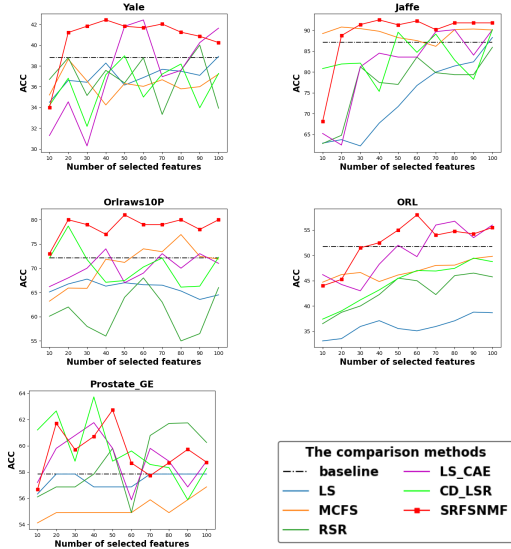 Yale
ACC
42
40
38
36
34
32
30
10 20 30 40 50 60 70 80 90 100
Number of selected features
Jaffe
ACC
90
85
80
75
70
65
10 20 30 40 50 60 70 80 90 100
Number of selected features
Orlraws10P
ACC
80
75
70
65
60
55
10 20 30 40 50 60 70 80 90 100
Number of selected features
ORL
ACC
55
50
45
40
35
10 20 30 40 50 60 70 80 90 100
Number of selected features
Prostate_GE
ACC
64
62
60
58
56
54
10 20 30 40 50 60 70 80 90 100
Number of selected features
The comparison methods
baseline
LS
MCFS
RSR
LS_CAE
CD_LSR
SRFSNMF